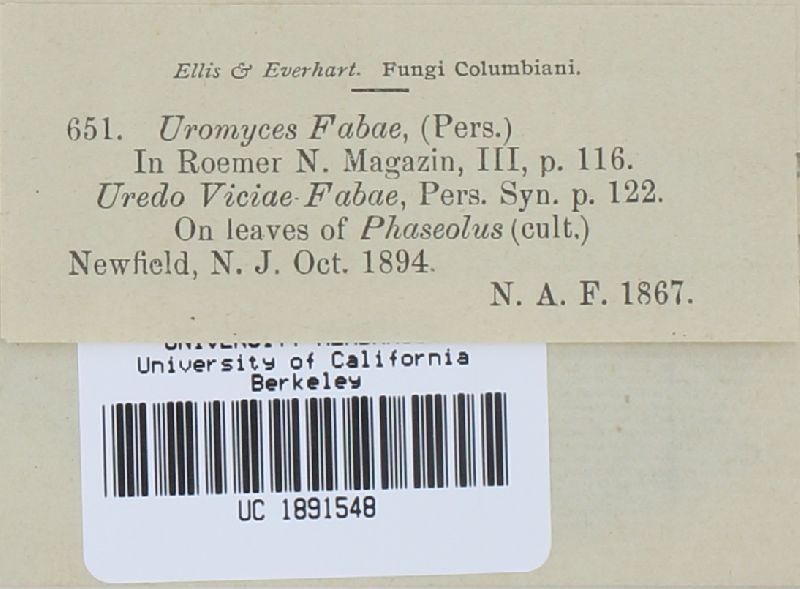 Ellis & Everhart. Fungi Columbiani.
651. Uromyces Fabae, (Pers.)
In Roemer N. Magazin, III, p. 116.
Uredo Viciae-Fabae, Pers. Syn. p. 122.
On leaves of Phaseolus (cult.)
Newfield, N. J. Oct. 1894.
N. A. F. 1867.
University of California
Berkeley
UC 1891548